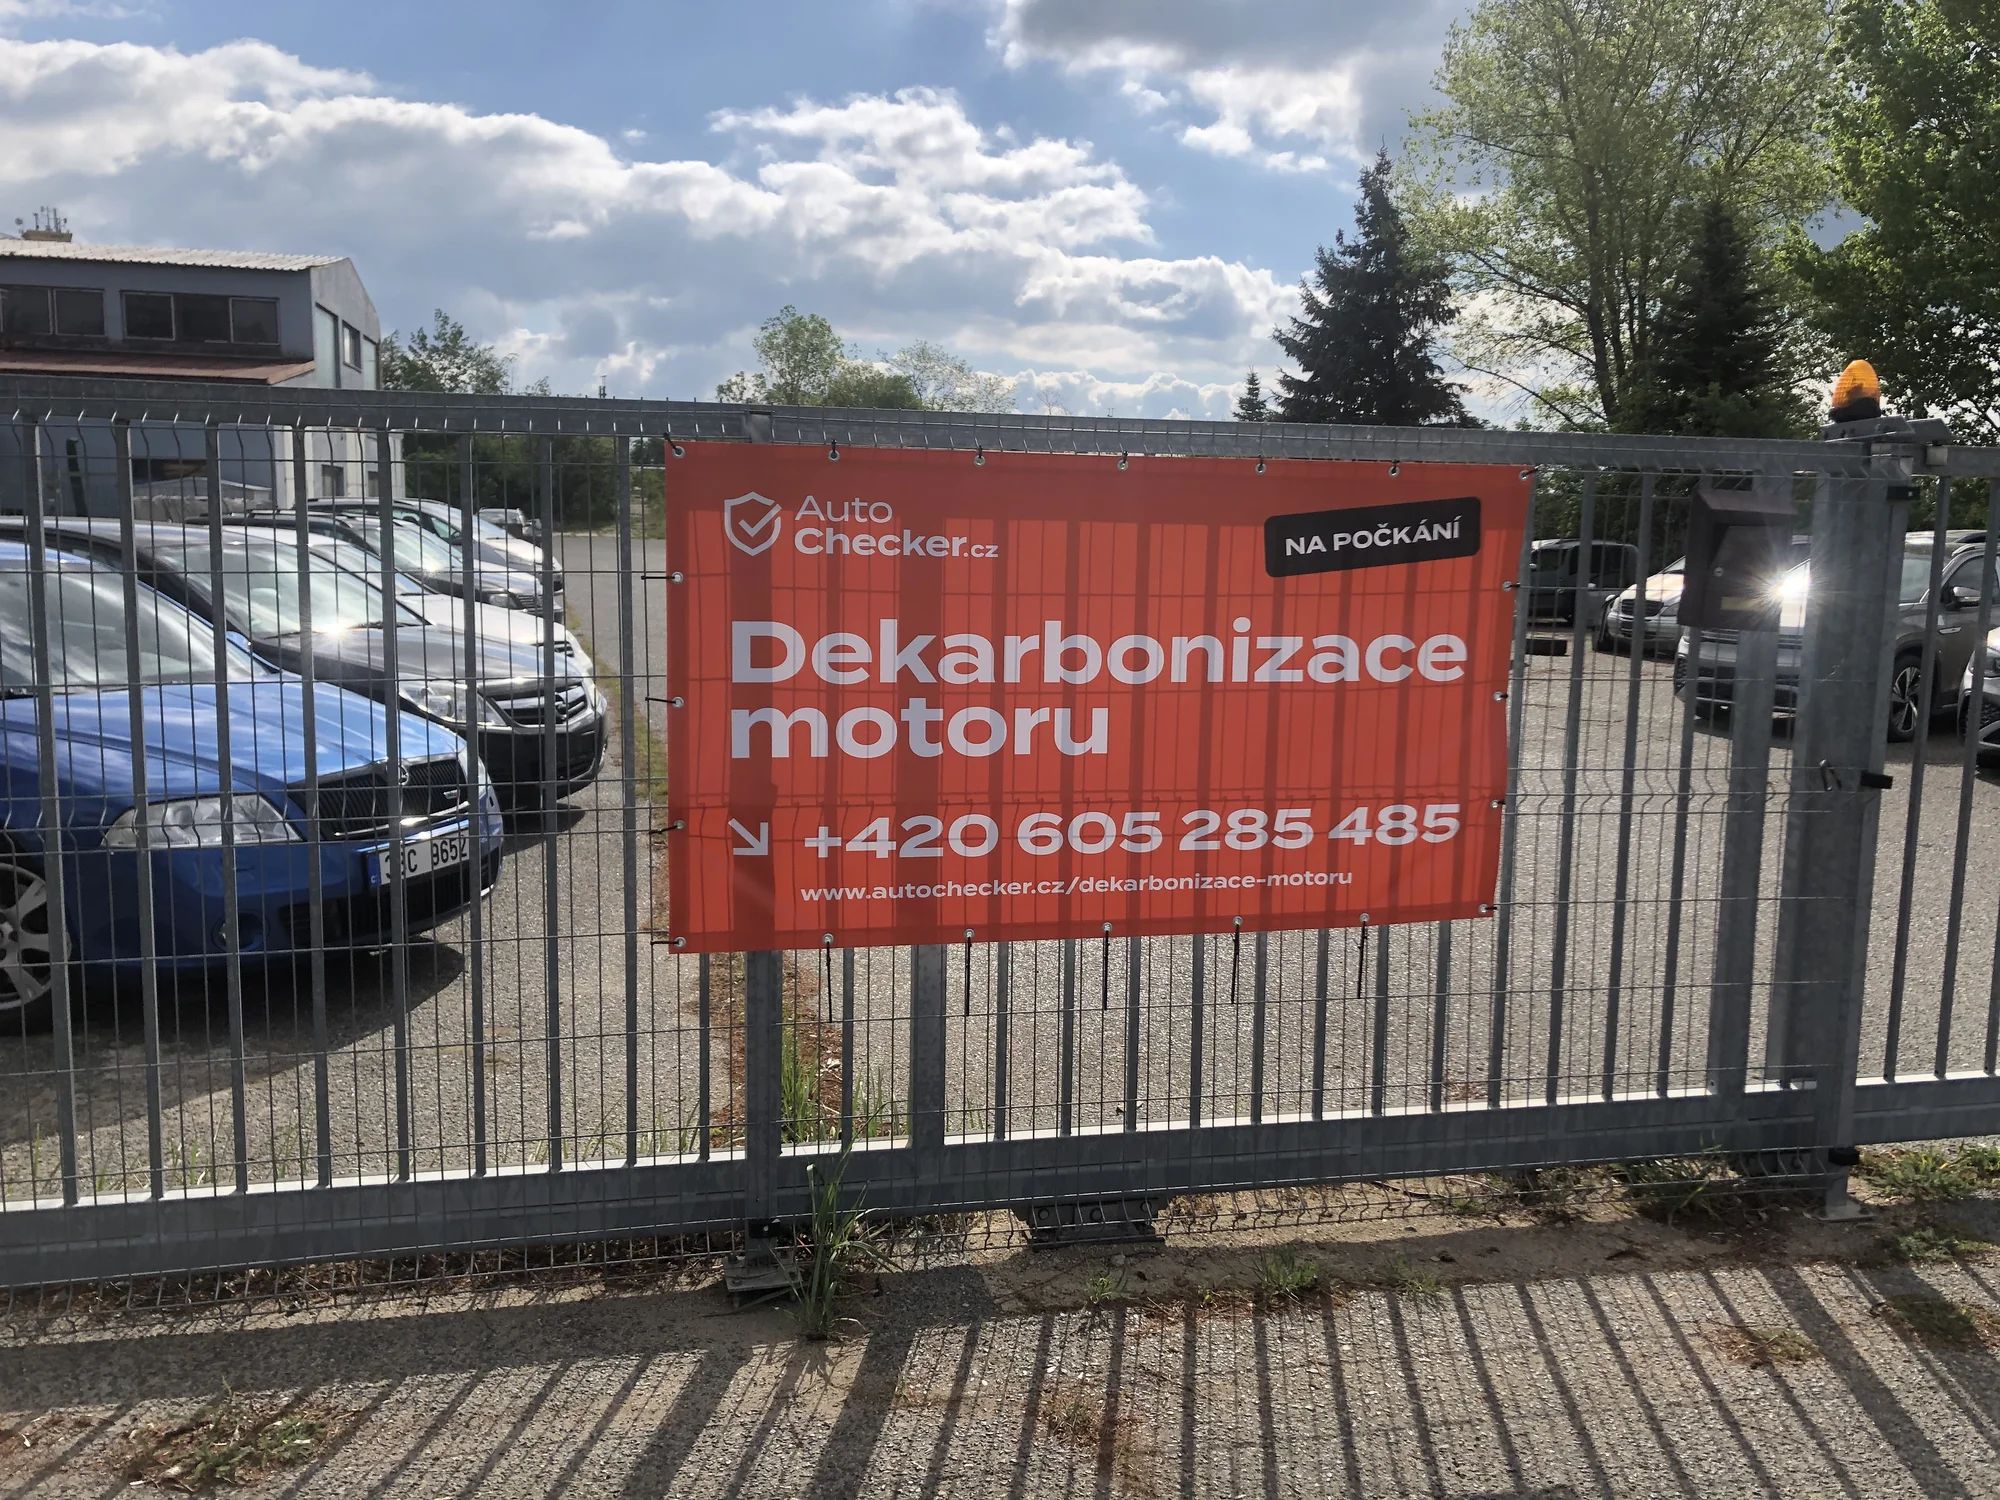 Auto
Checker.cz
NA POČKÁNÍ
Dekarbonizace
motoru
+420 605 285 485
www.autochecker.cz/dekarbonizace-motoru